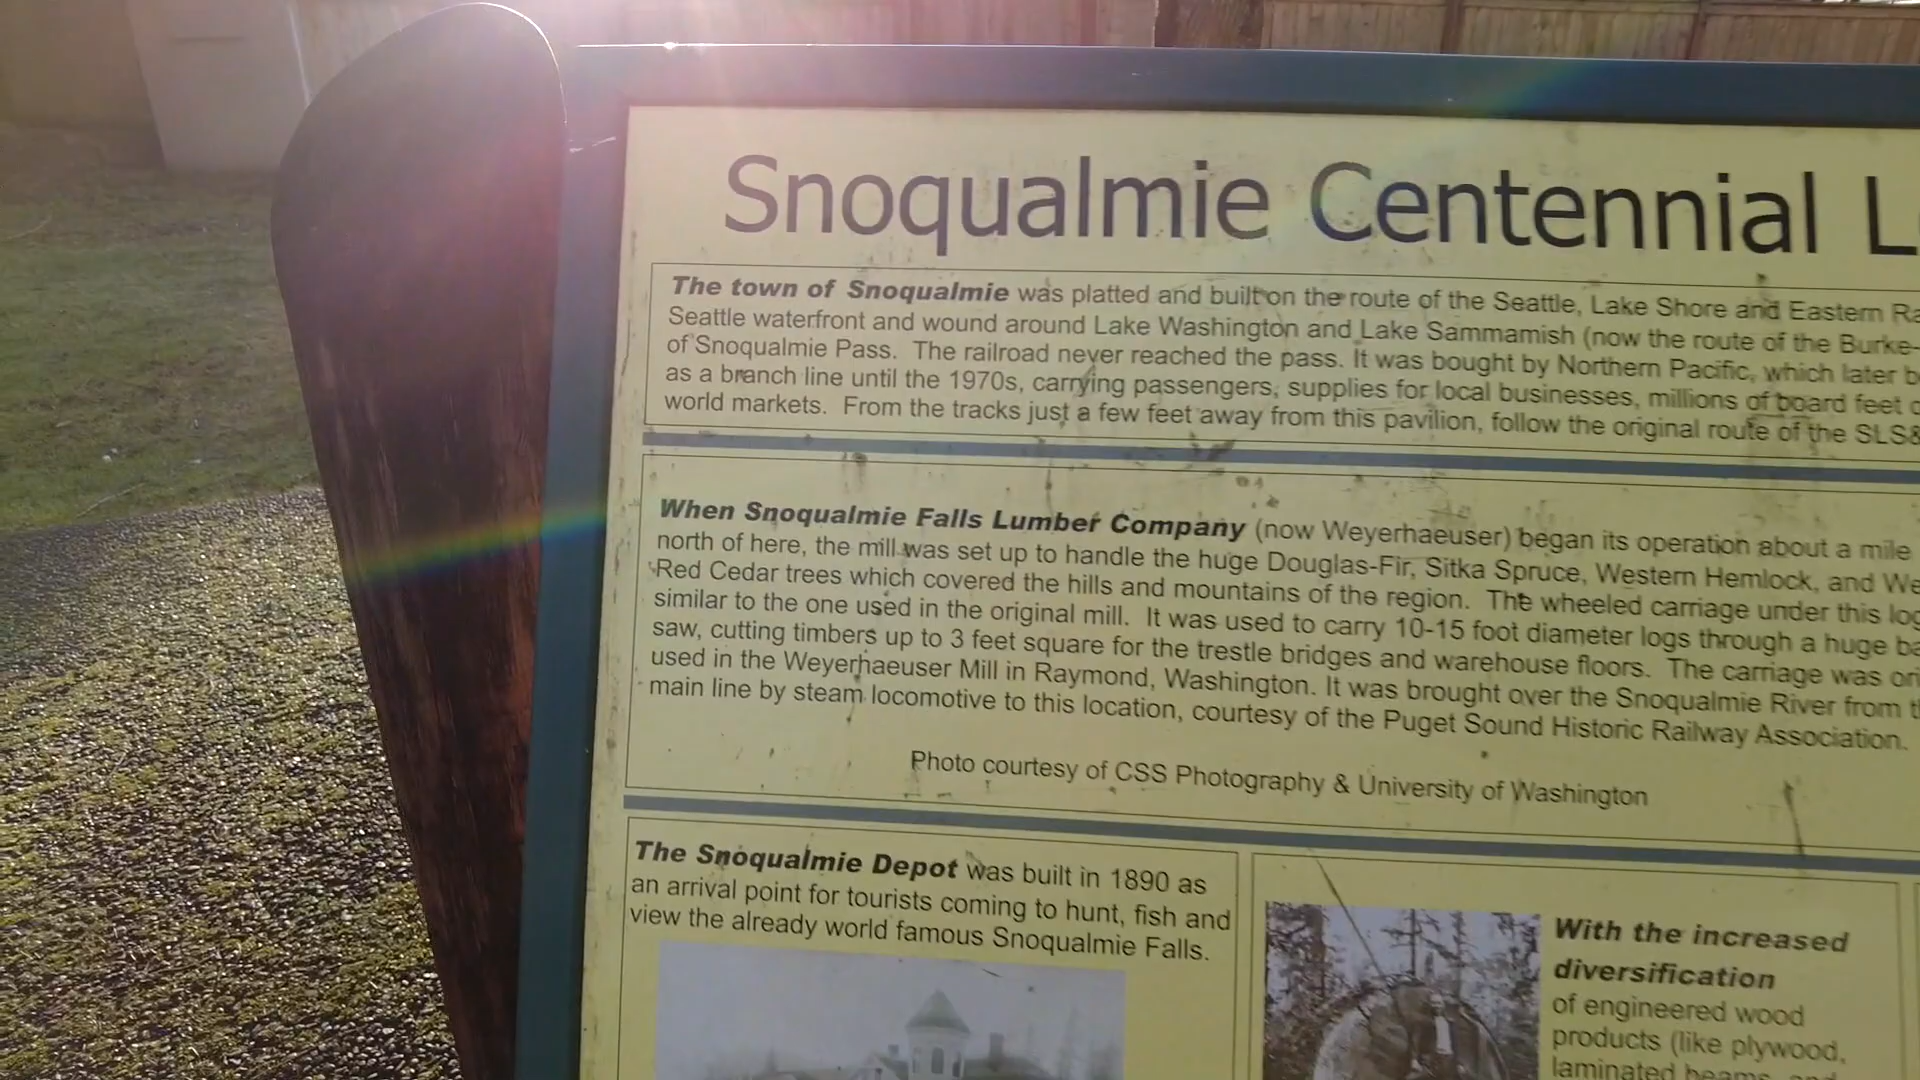 Snoqualmie Centennial L
The town of Snoqualmie was platted and built on the route of the Seattle, Lake Shore and Eastern Ra
Seattle waterfront and wound around Lake Washington and Lake Sammamish (now the route of the Burke-
of Snoqualmie Pass. The railroad never reached the pass. It was bought by Northern Pacific, which later b
as a branch line until the 1970s, carrying passengers, supplies for local businesses, millions of board feet
world markets. From the tracks just a few feet away from this pavilion, follow the original route of the SLS&
When Snoqualmie Falls Lumber Company (now Weyerhaeuser) began its operation about a mile
north of here, the mill was set up to handle the huge Douglas-Fir, Sitka Spruce, Western Hemlock, and We
Red Cedar trees which covered the hills and mountains of the region. The wheeled carriage under this log
similar to the one used in the original mill. It was used to carry 10-15 foot diameter logs through a huge ba
saw, cutting timbers up to 3 feet square for the trestle bridges and warehouse floors. The carriage was ori
used in the Weyerhaeuser Mill in Raymond, Washington. It was brought over the Snoqualmie River from t
main line by steam locomotive to this location, courtesy of the Puget Sound Historic Railway Association.
Photo courtesy of CSS Photography & University of Washington
The Snoqualmie Depot was built in 1890 as
an arrival point for tourists coming to hunt, fish and
view the already world famous Snoqualmie Falls.
With the increased
diversification
of engineered wood
products (like plywood,
laminated beams, and